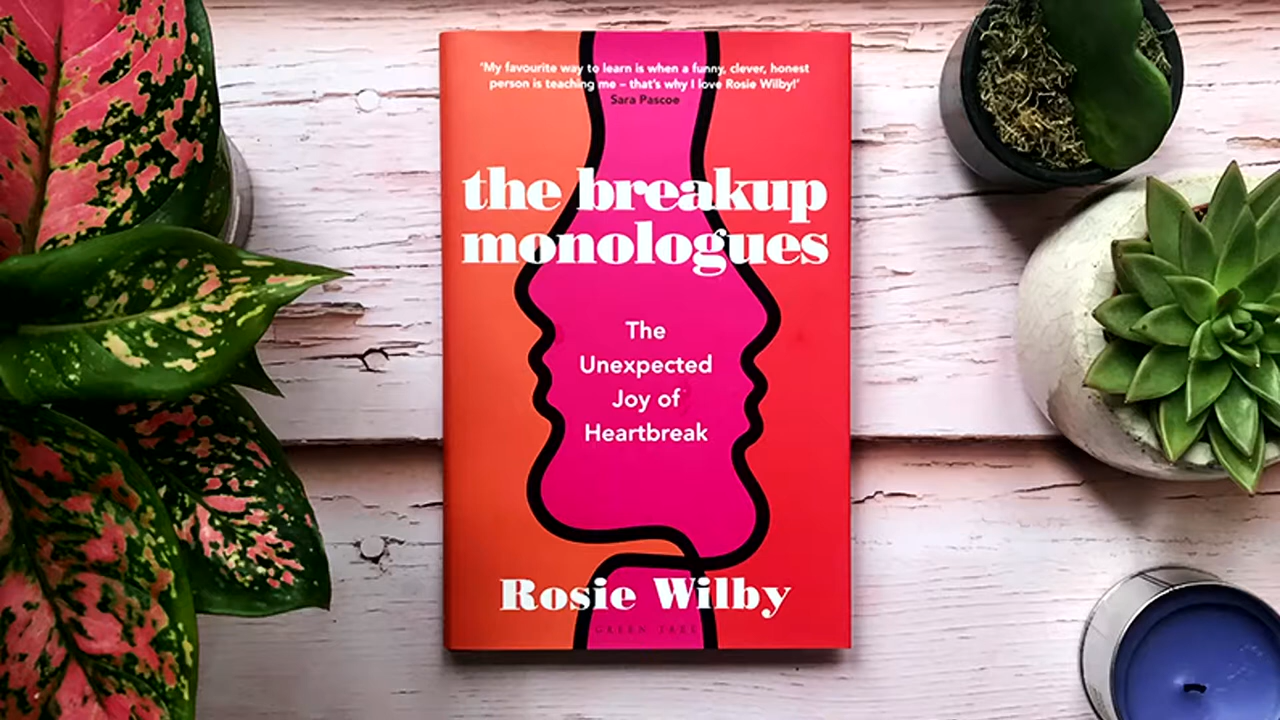 ‘My favourite way to learn is when a funny, clever, honest
person is teaching me – that's why I love Rosie Wilby!’
Sara Pascoe
the breakup
monologues
The
Unexpected
Joy of
Heartbreak
Rosie Wilby
GREEN TREE